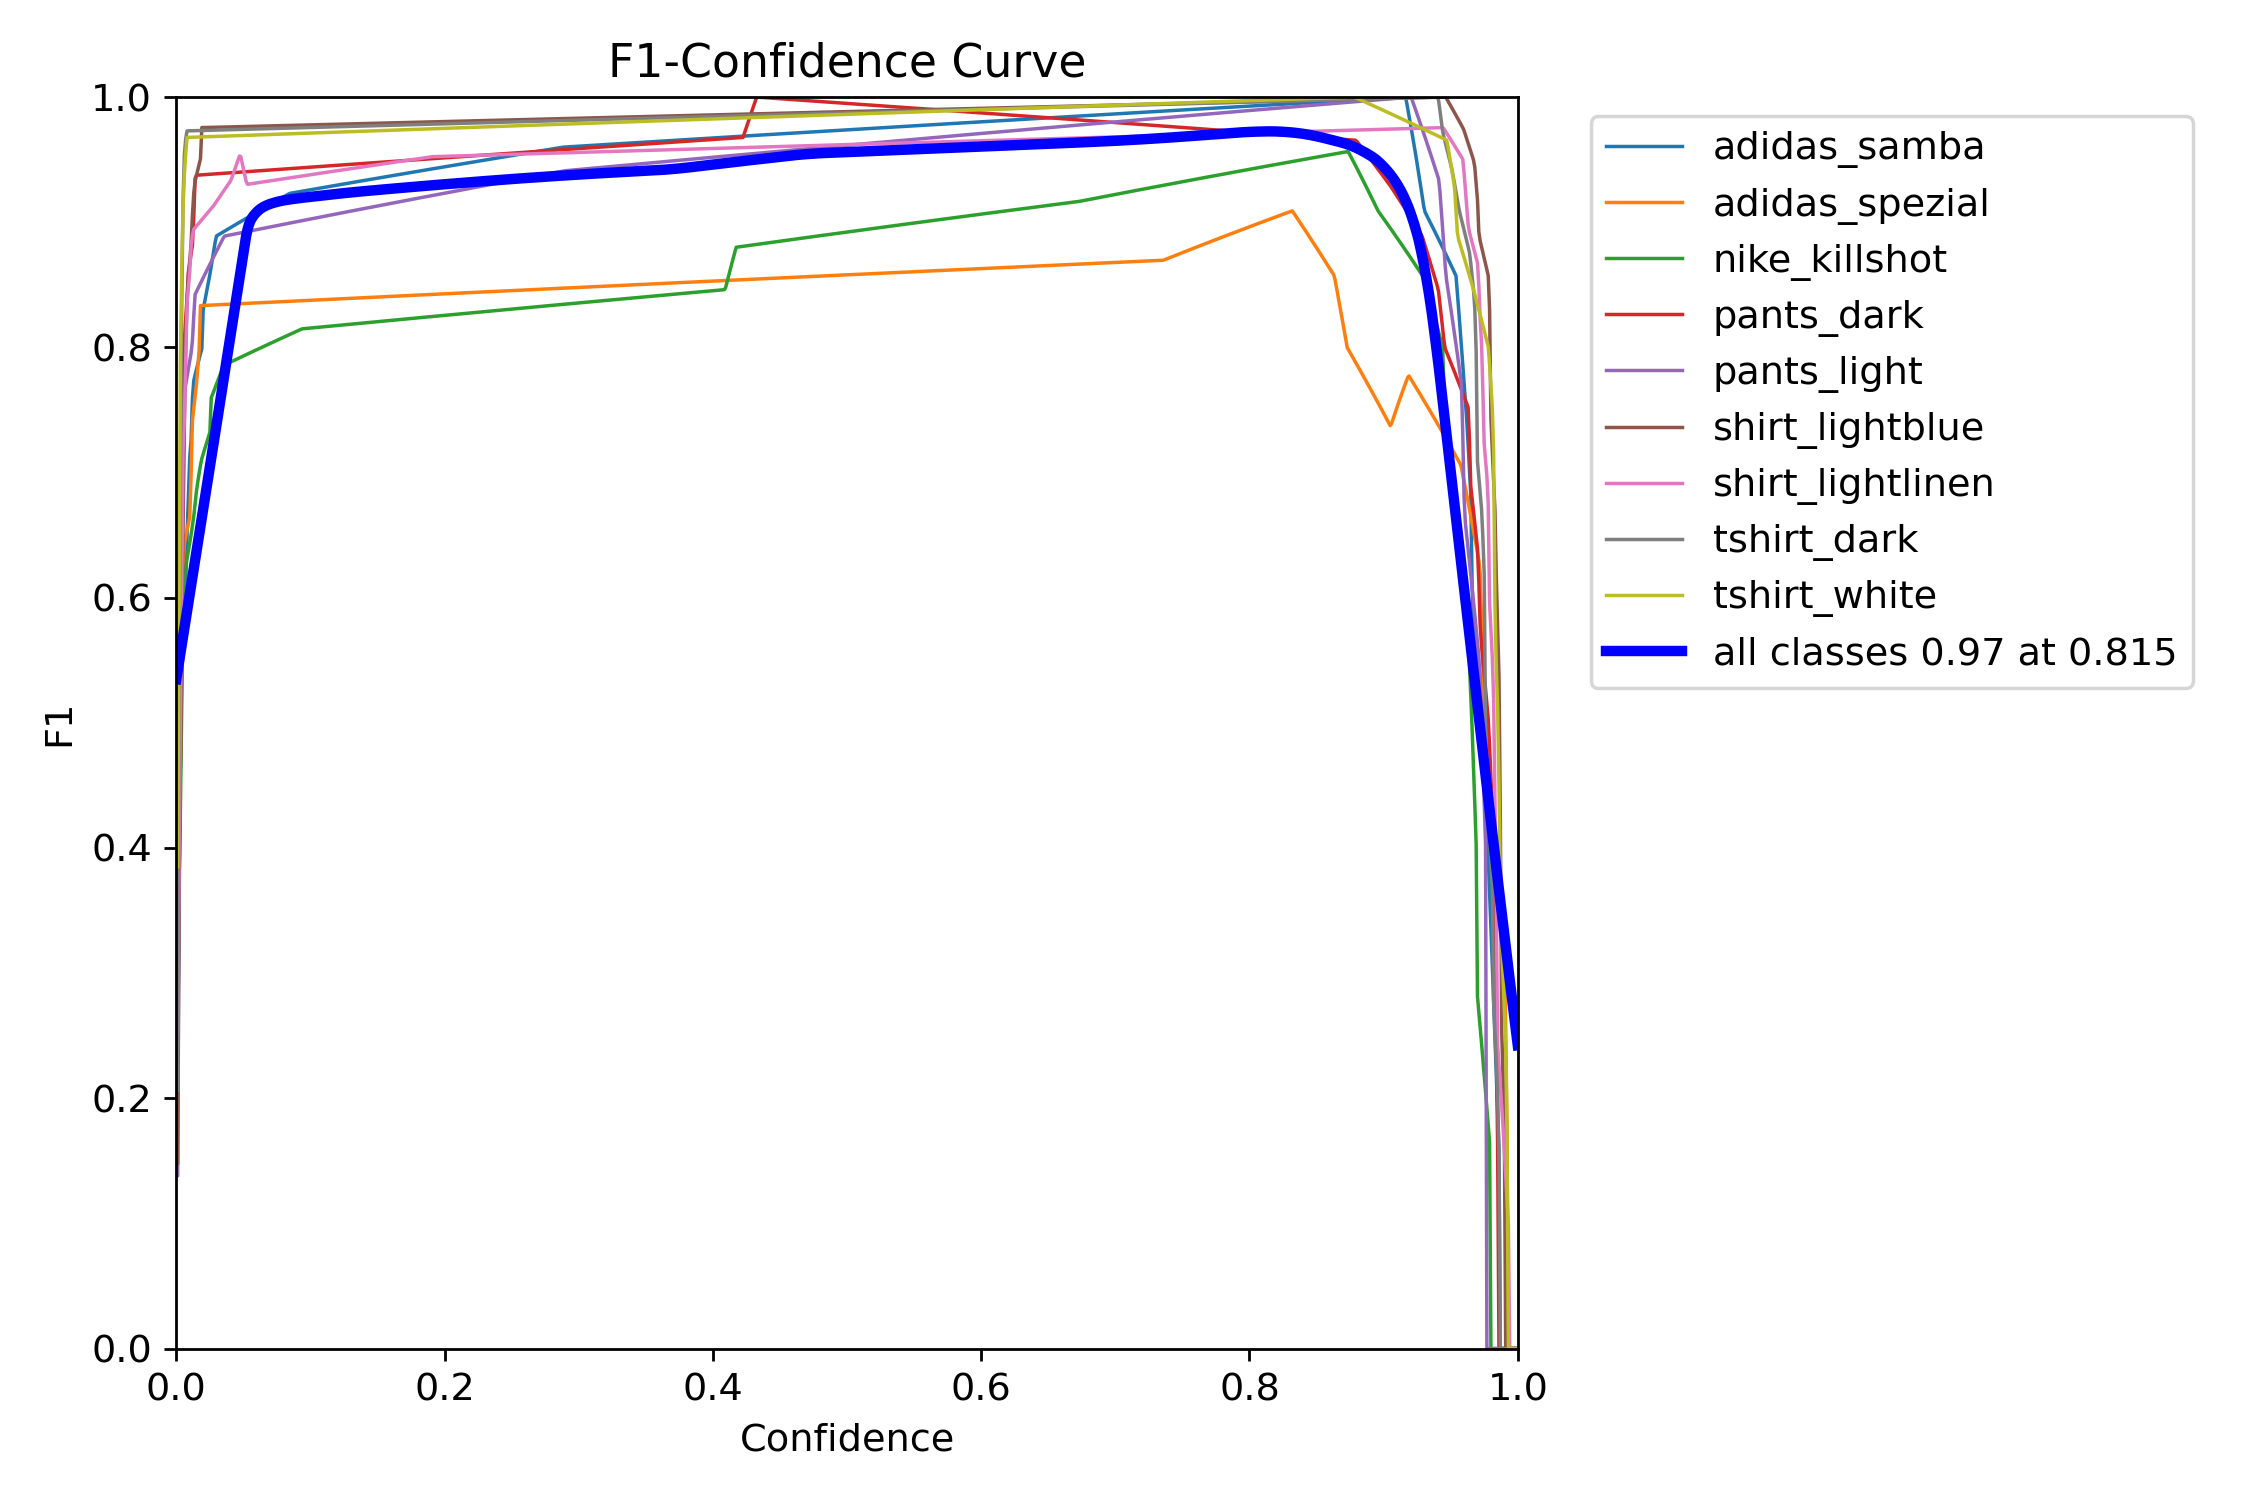 F1-Confidence Curve
1.0
0.8
0.6
0.4
0.2
0.0
F1
0.0 0.2 0.4 0.6 0.8 1.0
Confidence
adidas_samba
adidas_spezial
nike_killshot
pants_dark
pants_light
shirt_lightblue
shirt_lightlinen
tshirt_dark
tshirt_white
all classes 0.97 at 0.815